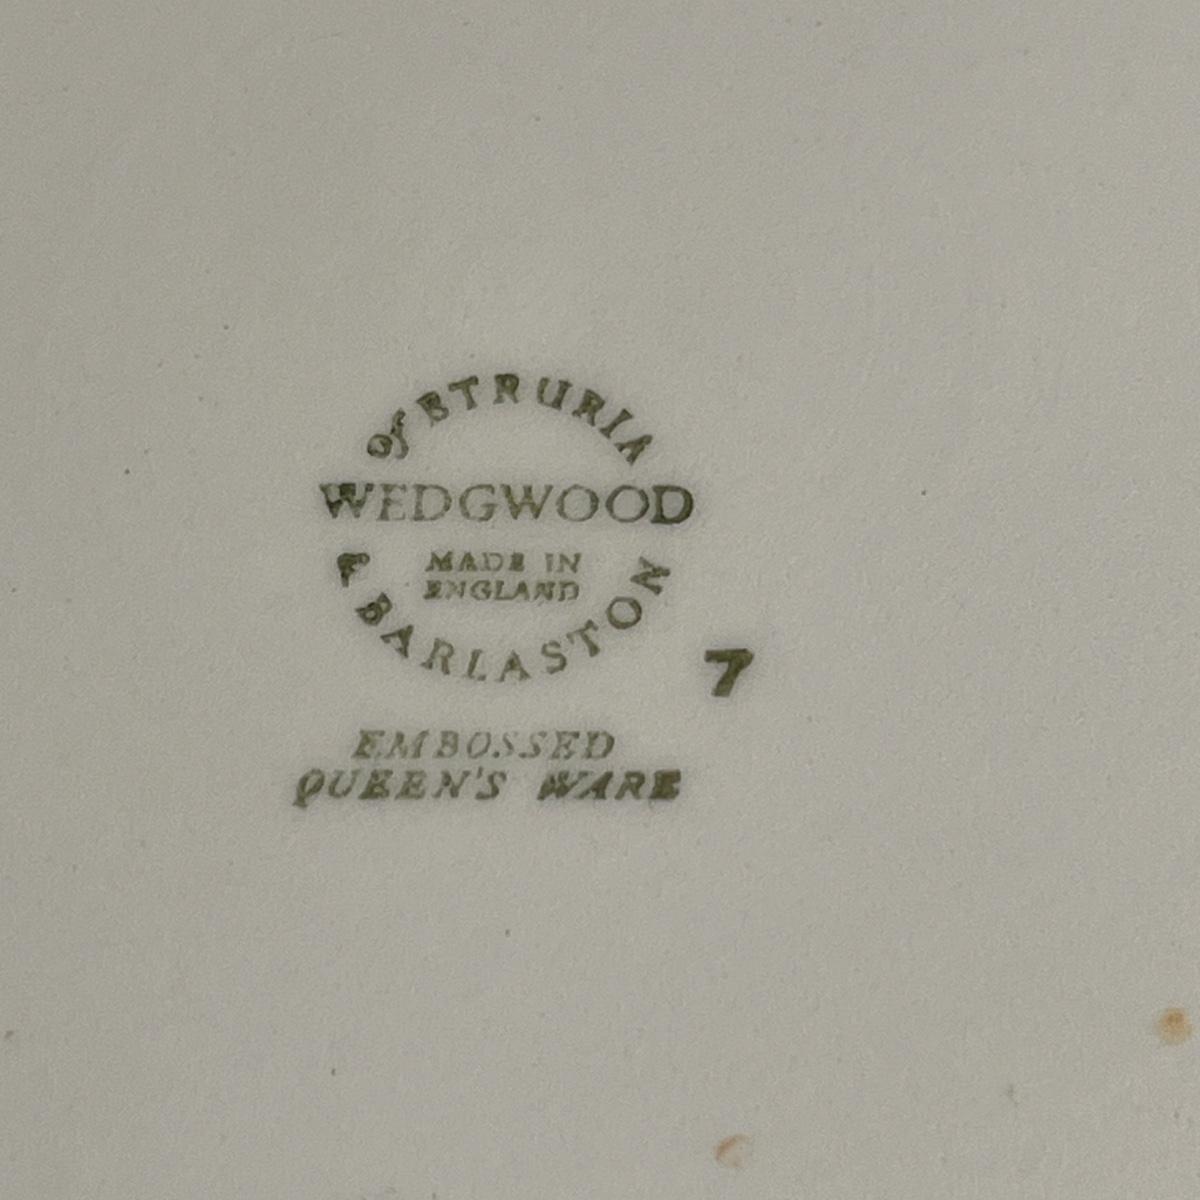 of ETRURIA
WEDGWOOD
MADE IN
ENGLAND
& BARLASTON
7
EMBOSSED
QUEEN'S WARE